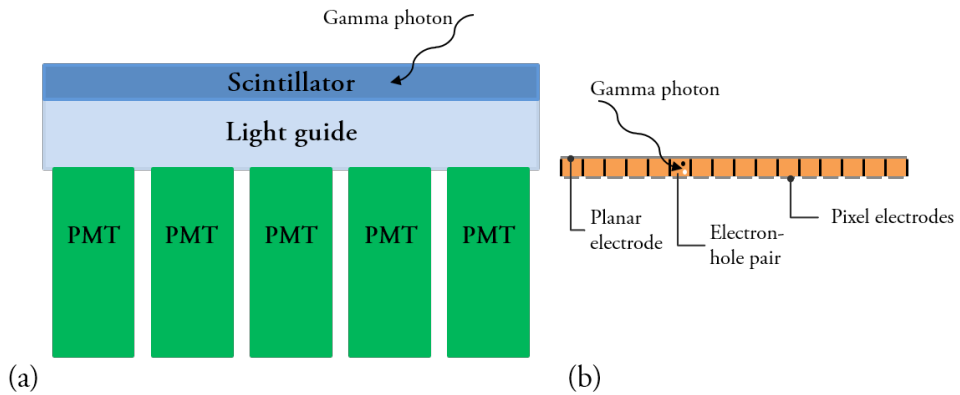 Gamma photon
Scintillator
Light guide
PMT PMT PMT PMT PMT
(a)
Gamma photon
Planar
electrode
Electron-
hole pair
Pixel electrodes
(b)